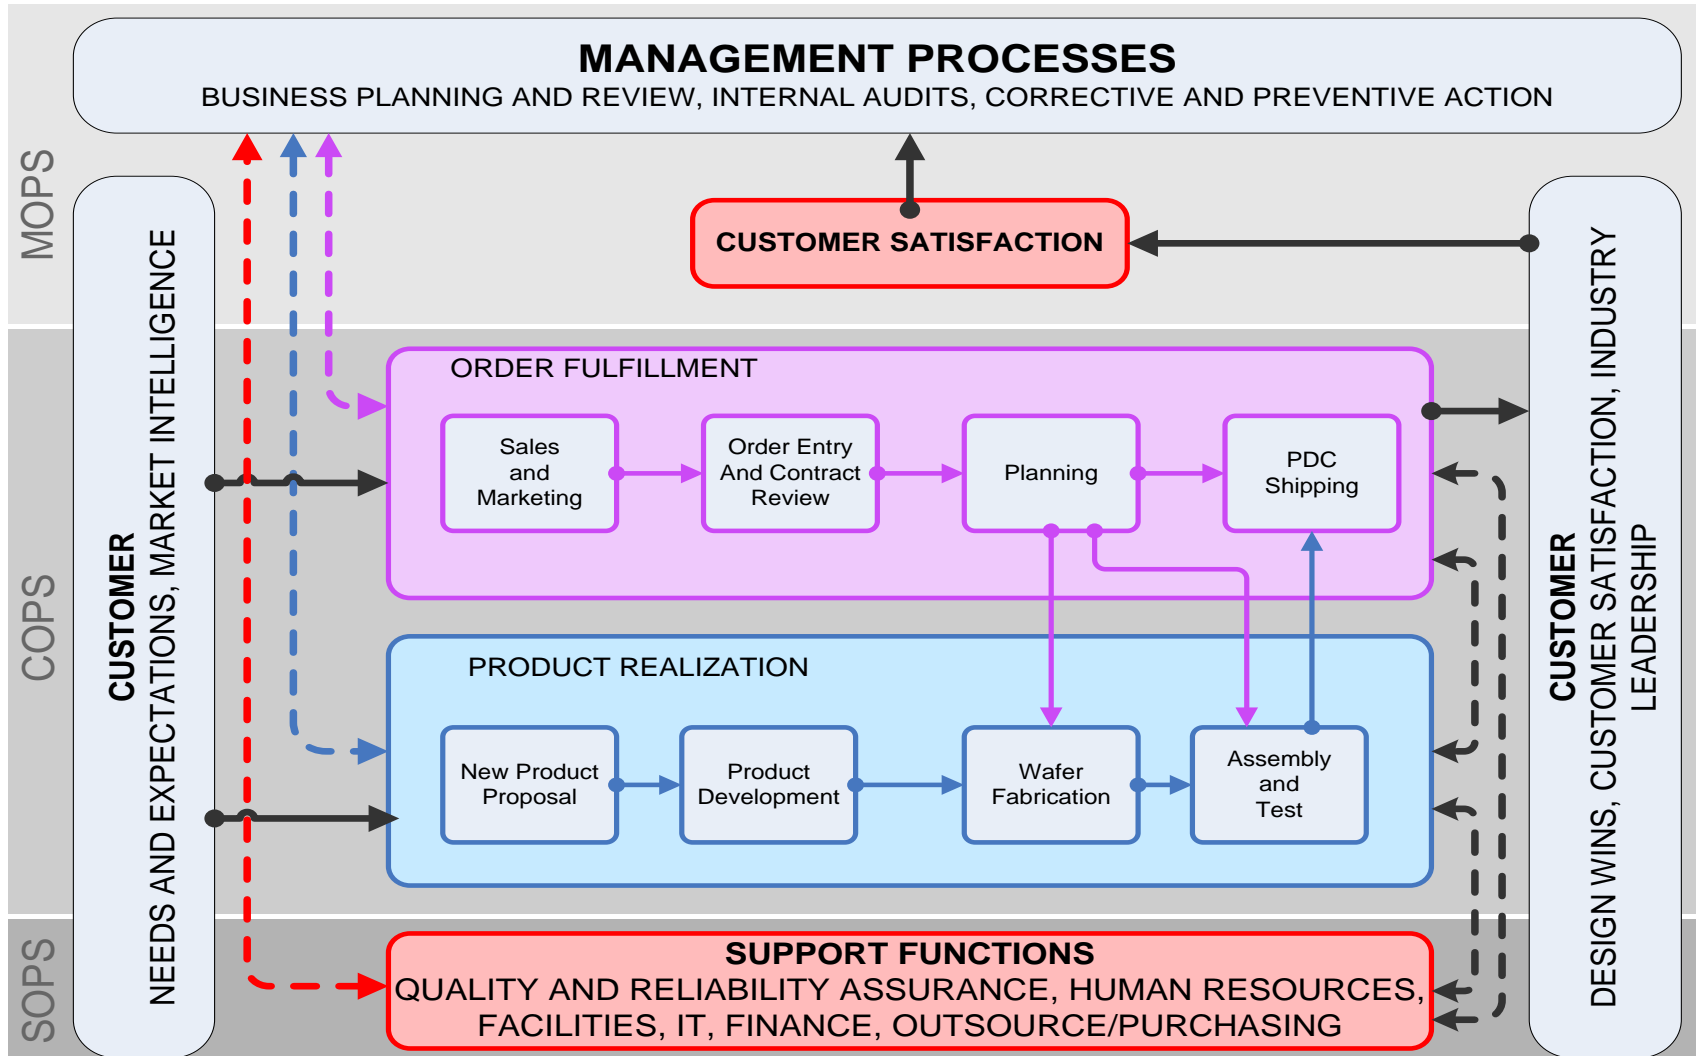 MANAGEMENT PROCESSES
BUSINESS PLANNING AND REVIEW, INTERNAL AUDITS, CORRECTIVE AND PREVENTIVE ACTION
MOPS
CUSTOMER SATISFACTION
COPS
CUSTOMER
NEEDS AND EXPECTATIONS, MARKET INTELLIGENCE
ORDER FULFILLMENT
Sales
and
Marketing
Order Entry
And Contract
Review
Planning
PDC
Shipping
PRODUCT REALIZATION
New Product
Proposal
Product
Development
Wafer
Fabrication
Assembly
and
Test
CUSTOMER
DESIGN WINS, CUSTOMER SATISFACTION, INDUSTRY
LEADERSHIP
SOPS
SUPPORT FUNCTIONS
QUALITY AND RELIABILITY ASSURANCE, HUMAN RESOURCES,
FACILITIES, IT, FINANCE, OUTSOURCE/PURCHASING